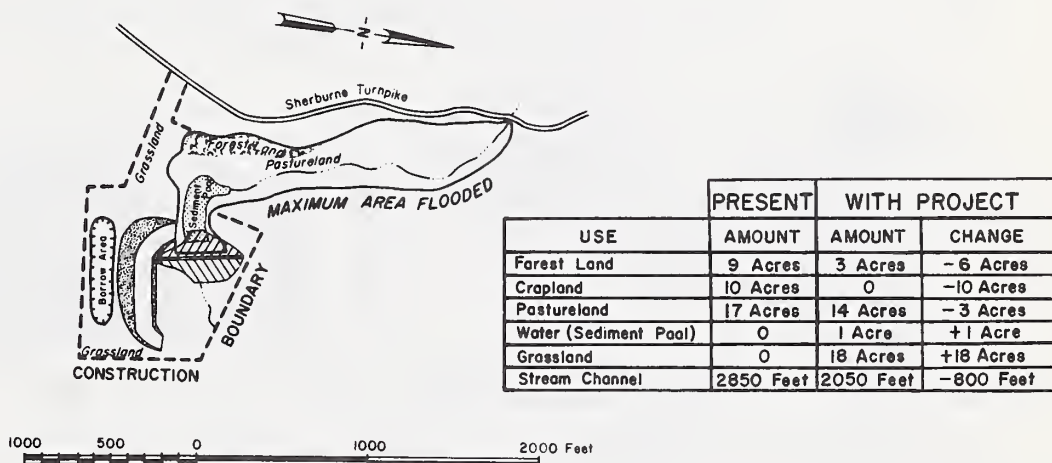 N
Sherburne Turnpike
Grassland
Forest Land
Pastureland
Sediment Pool
MAXIMUM AREA FLOODED
Borrow Area
BOUNDARY
Grassland
CONSTRUCTION
PRESENT WITH PROJECT
USE AMOUNT AMOUNT CHANGE
Forest Land 9 Acres 3 Acres -6 Acres
Crapland 10 Acres 0 -10 Acres
Pastureland 17 Acres 14 Acres -3 Acres
Water (Sediment Paal) 0 1 Acre +1 Acre
Grassland 0 18 Acres +18 Acres
Stream Channel 2850 Feet 2050 Feet -800 Feet
1000 500 0 1000 2000 Feet